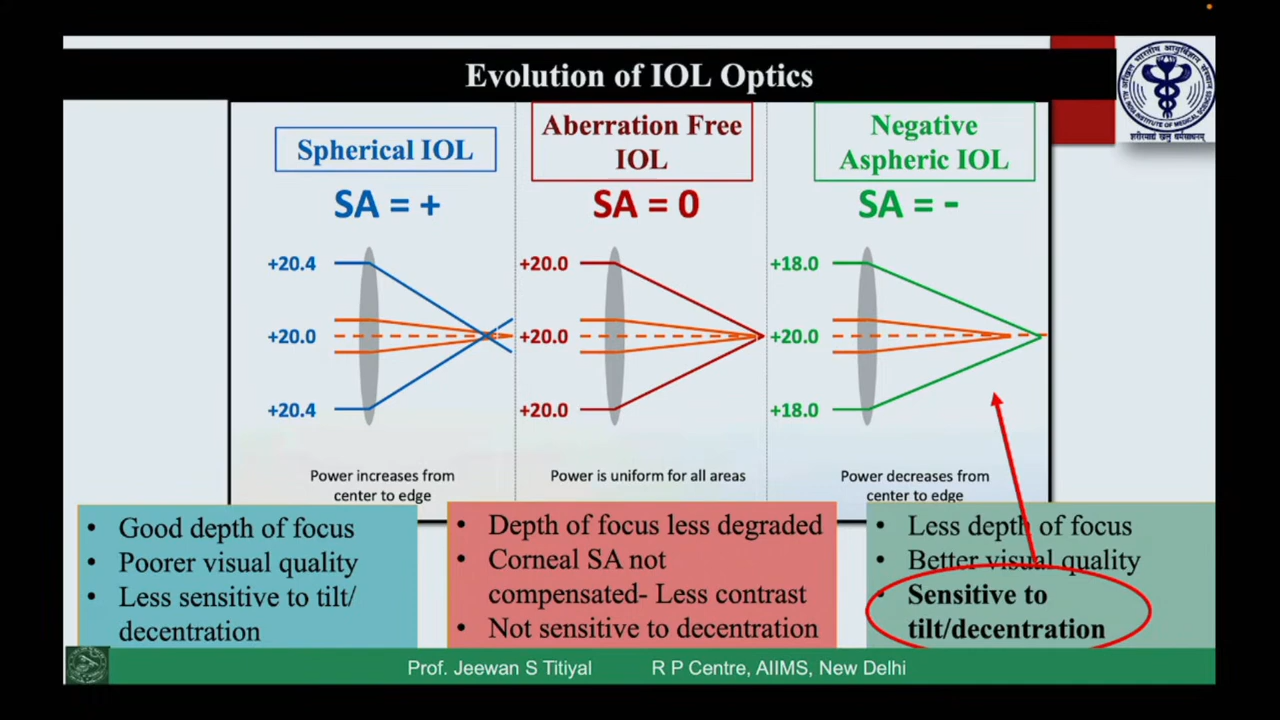 Evolution of IOL Optics
Spherical IOL
SA = +
+20.4
+20.0
+20.4
Power increases from
center to edge
Aberration Free
IOL
SA = 0
+20.0
+20.0
+20.0
Power is uniform for all areas
Negative
Aspheric IOL
SA = -
+18.0
+20.0
+18.0
Power decreases from
center to edge
• Good depth of focus
• Poorer visual quality
• Less sensitive to tilt/
decentration
• Depth of focus less degraded
• Corneal SA not
compensated- Less contrast
• Not sensitive to decentration
• Less depth of focus
• Better visual quality
• Sensitive to
tilt/decentration
Prof. Jeewan S Titiyal R P Centre, AIIMS, New Delhi